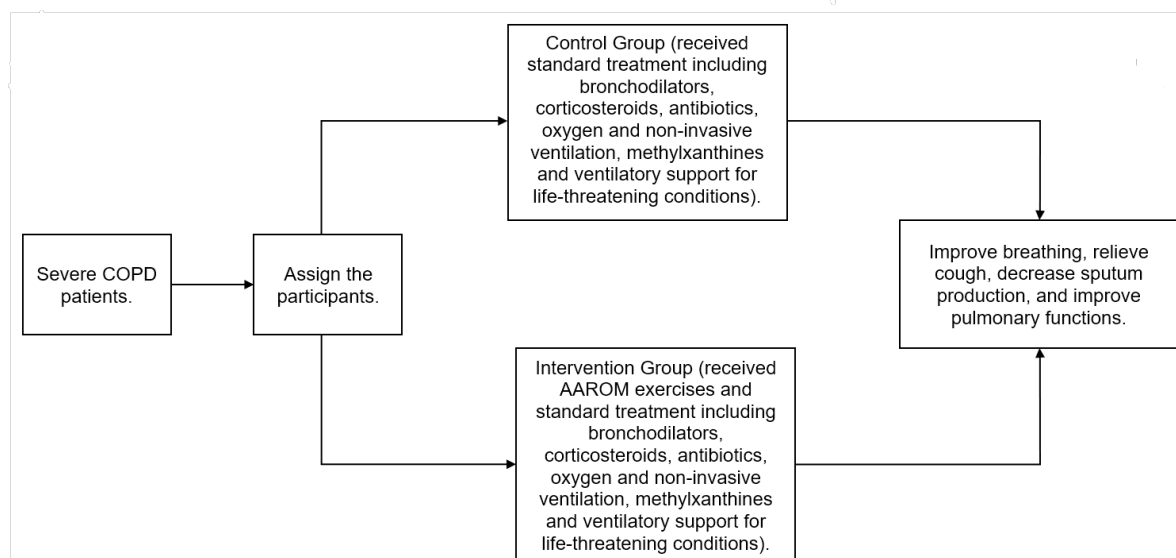 Control Group (received
standard treatment including
bronchodilators,
corticosteroids, antibiotics,
oxygen and non-invasive
ventilation, methylxanthines
and ventilatory support for
life-threatening conditions).
Severe COPD
patients.
Assign the
participants.
Improve breathing, relieve
cough, decrease sputum
production, and improve
pulmonary functions.
Intervention Group (received
AAROM exercises and
standard treatment including
bronchodilators,
corticosteroids, antibiotics,
oxygen and non-invasive
ventilation, methylxanthines
and ventilatory support for
life-threatening conditions).